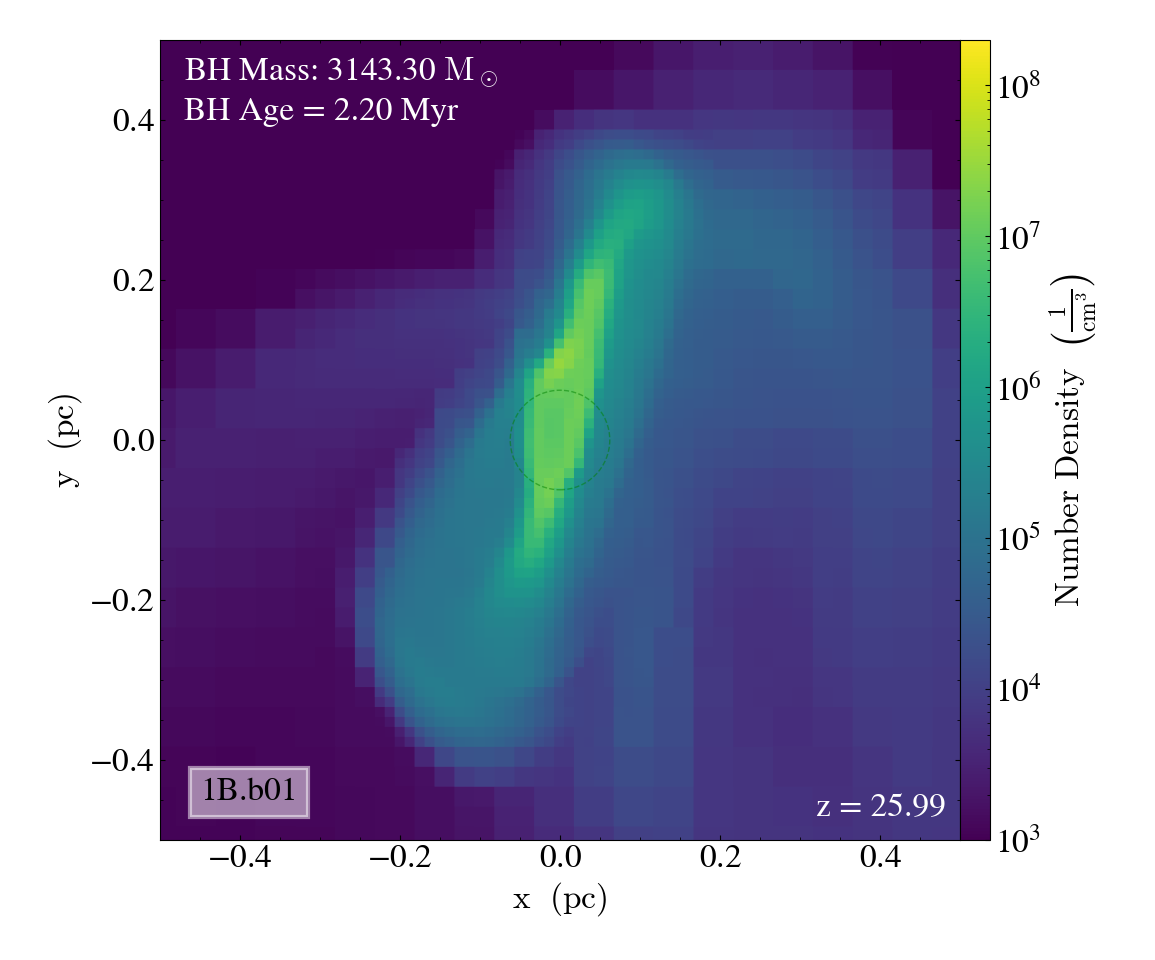 BH Mass: 3143.30 M⊙
BH Age = 2.20 Myr
0.4
0.2
0.0
−0.2
−0.4
y (pc)
1B.b01
z = 25.99
−0.4 −0.2 0.0 0.2 0.4
x (pc)
10⁸
10⁷
10⁶
10⁵
10⁴
10³
Number Density (1/cm³)